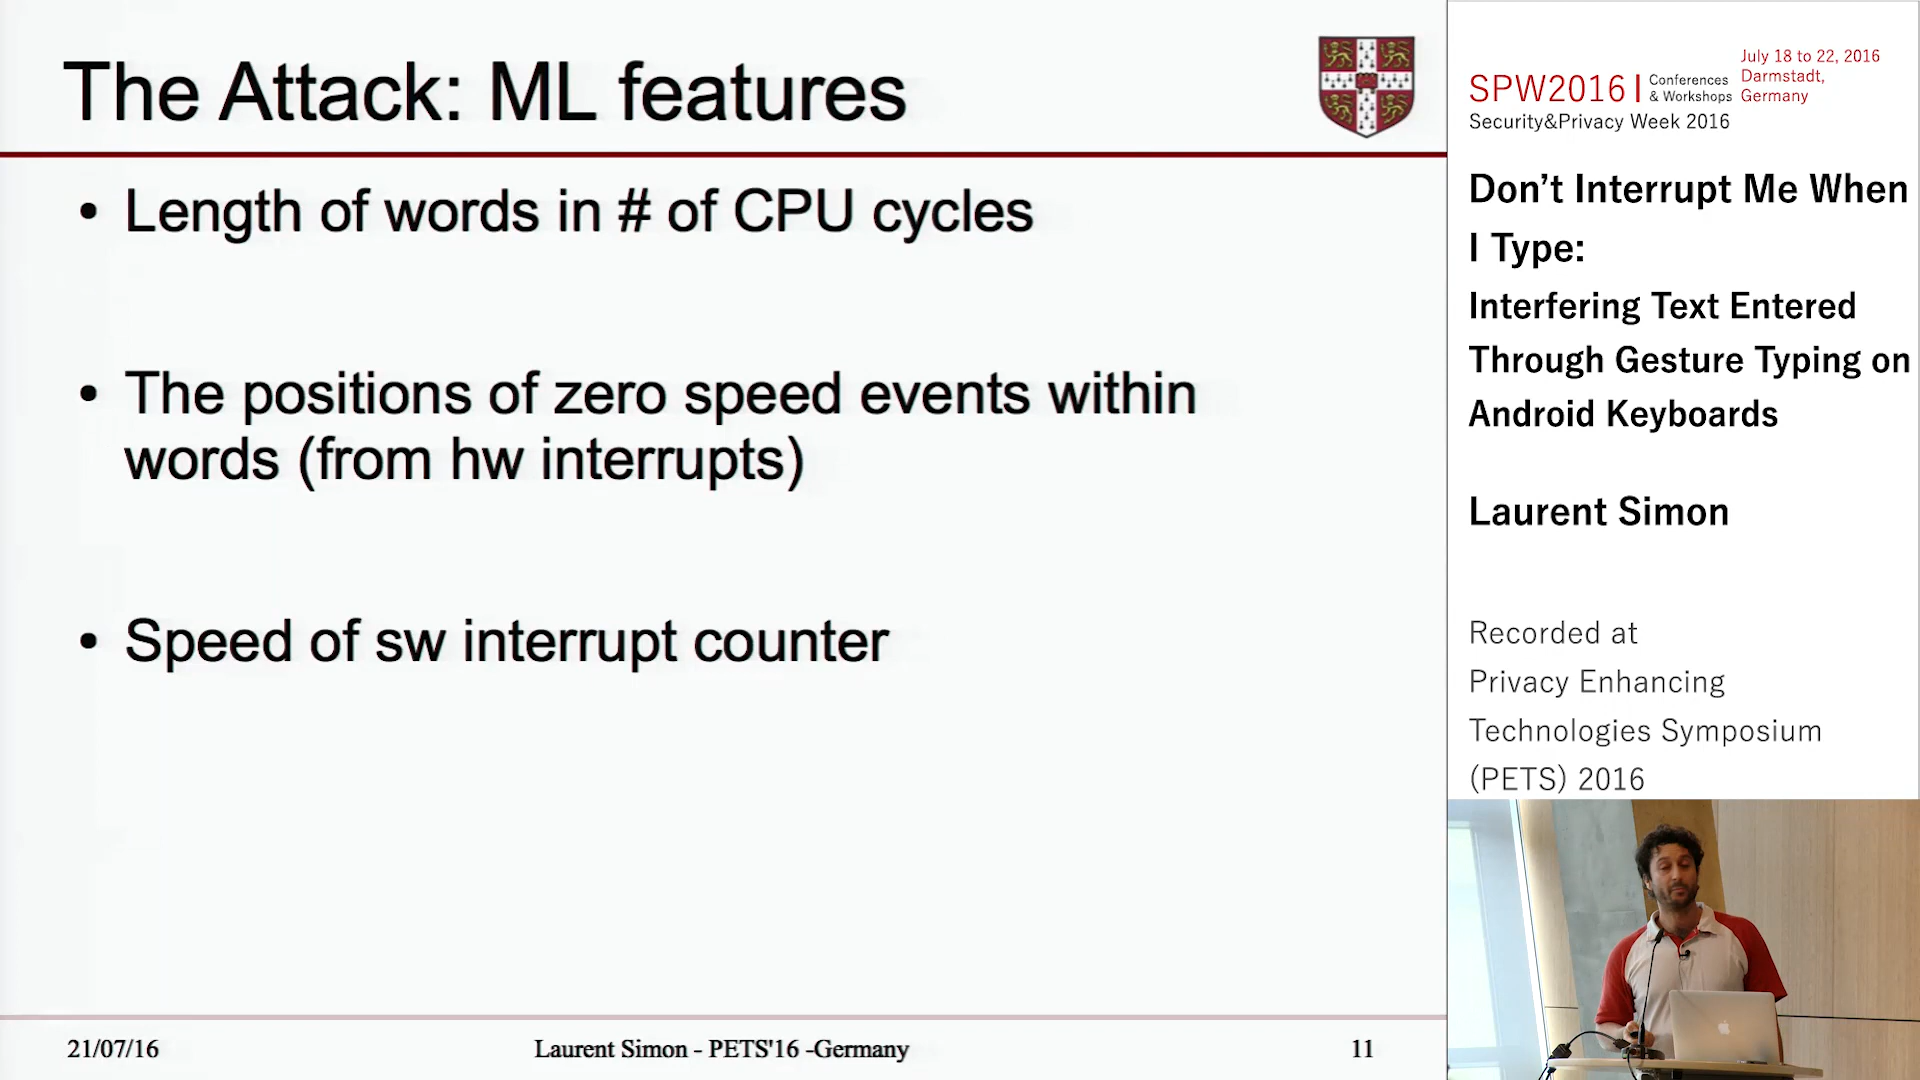 The Attack: ML features
• Length of words in # of CPU cycles
• The positions of zero speed events within
words (from hw interrupts)
• Speed of sw interrupt counter
21/07/16
Laurent Simon - PETS'16 -Germany
11
SPW2016 | Conferences & Workshops
July 18 to 22, 2016
Darmstadt,
Germany
Security&Privacy Week 2016
Don't Interrupt Me When
I Type:
Interfering Text Entered
Through Gesture Typing on
Android Keyboards
Laurent Simon
Recorded at
Privacy Enhancing
Technologies Symposium
(PETS) 2016